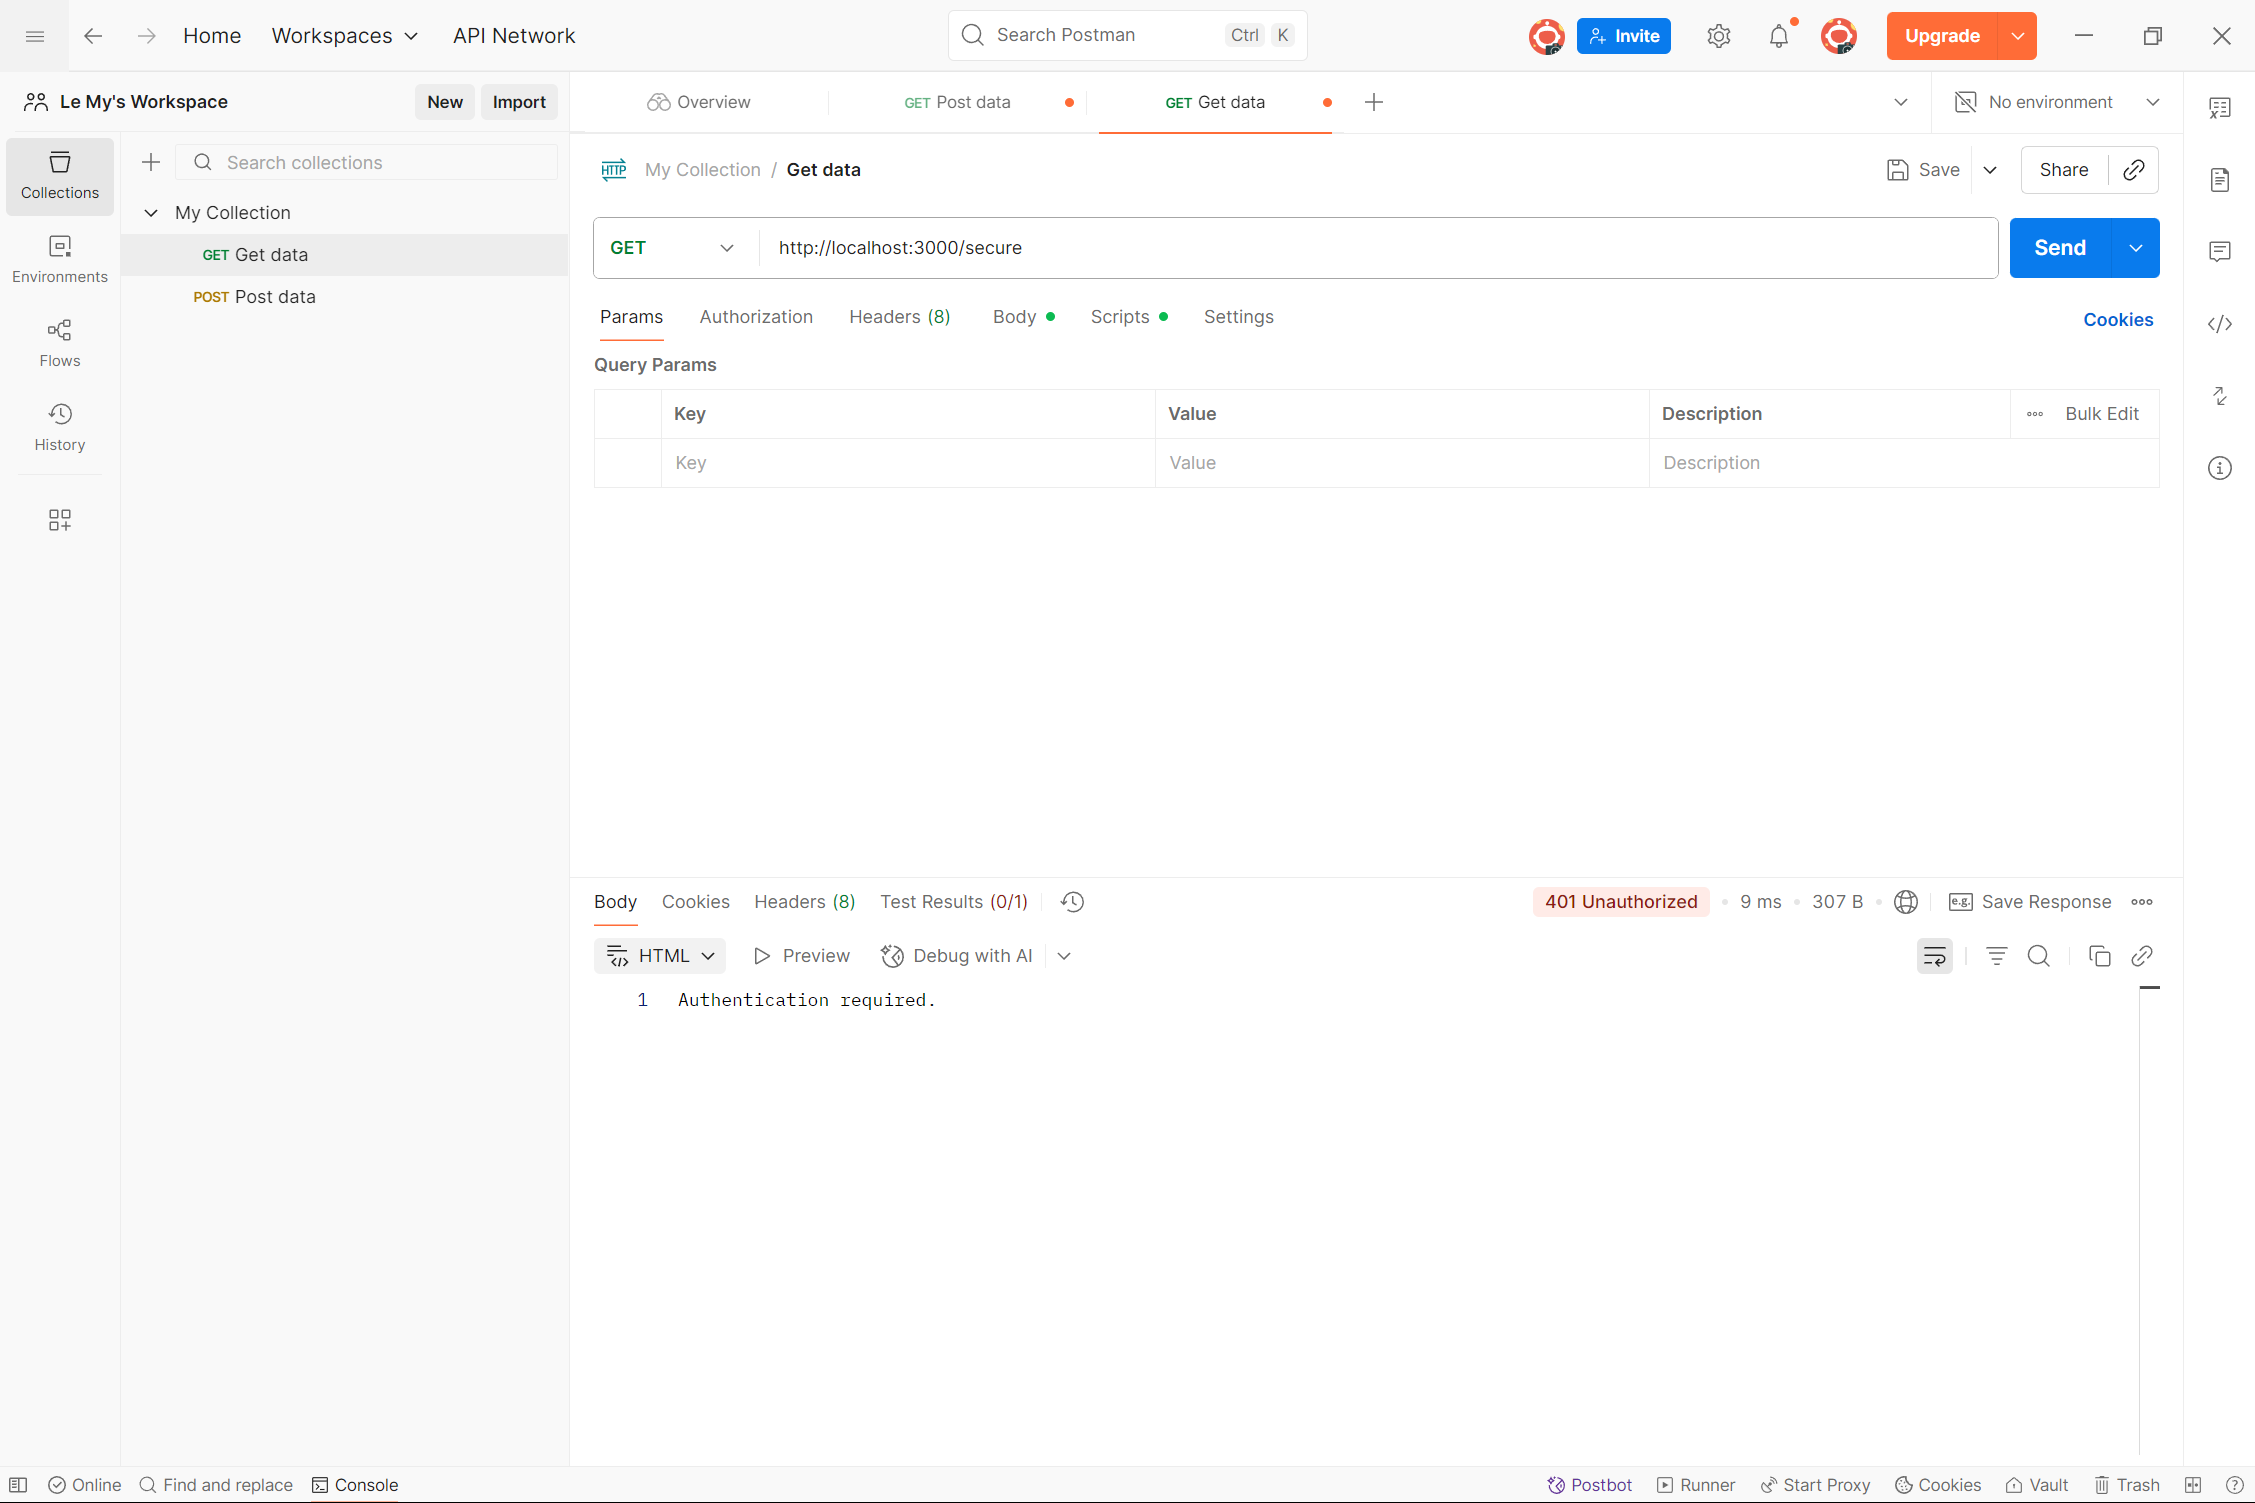 Home Workspaces API Network Search Postman Ctrl K Invite Upgrade
Le My's Workspace New Import Overview GET Post data GET Get data No environment
Collections
Environments
Flows
History
Search collections
My Collection
GET Get data
POST Post data
HTTP My Collection / Get data Save Share
GET http://localhost:3000/secure Send
Params Authorization Headers (8) Body Scripts Settings Cookies
Query Params
Key Value Description Bulk Edit
Key Value Description
Body Cookies Headers (8) Test Results (0/1) 401 Unauthorized 9 ms 307 B e.g. Save Response
HTML Preview Debug with AI
1 Authentication required.
Online Find and replace Console Postbot Runner Start Proxy Cookies Vault Trash